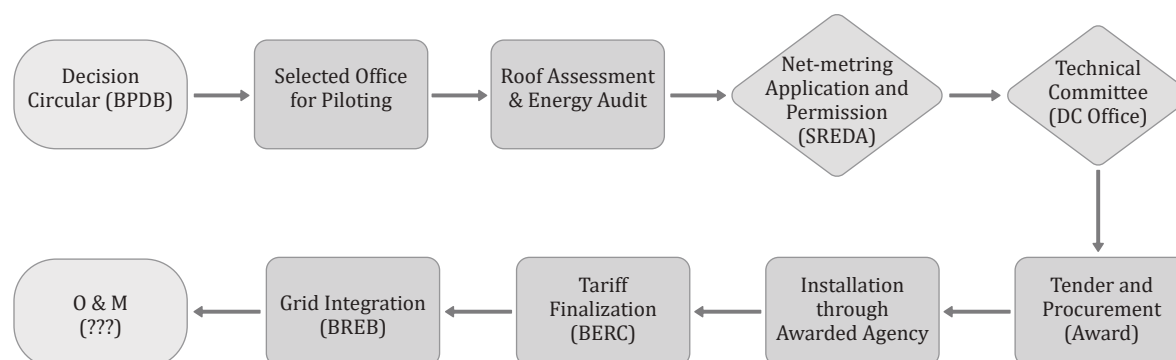 Decision
Circular (BPDB)
Selected Office
for Piloting
Roof Assessment
& Energy Audit
Net-metring
Application and
Permission
(SREDA)
Technical
Committee
(DC Office)
O & M
(???)
Grid Integration
(BREB)
Tariff
Finalization
(BERC)
Installation
through
Awarded Agency
Tender and
Procurement
(Award)